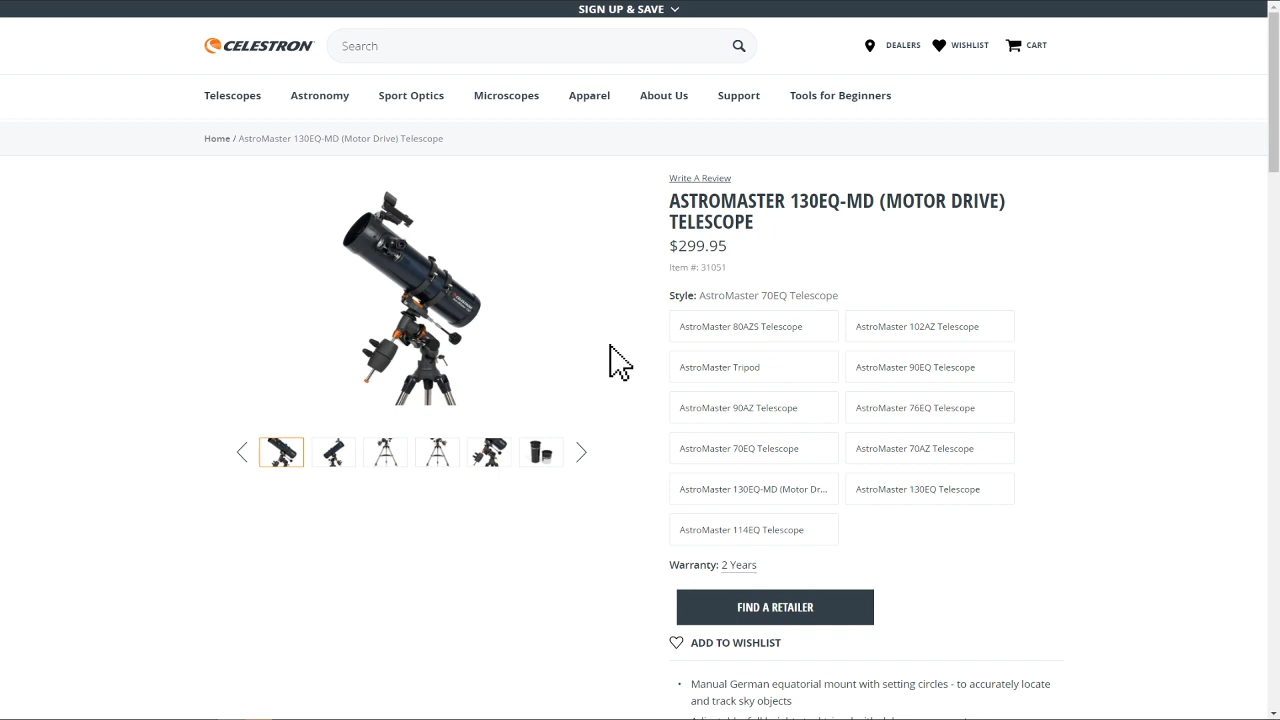 SIGN UP & SAVE
CELESTRON
Search
DEALERS
WISHLIST
CART
Telescopes
Astronomy
Sport Optics
Microscopes
Apparel
About Us
Support
Tools for Beginners
Home / AstroMaster 130EQ-MD (Motor Drive) Telescope
Write A Review
ASTROMASTER 130EQ-MD (MOTOR DRIVE)
TELESCOPE
$299.95
Item #: 31051
Style: AstroMaster 70EQ Telescope
AstroMaster 80AZS Telescope
AstroMaster 102AZ Telescope
AstroMaster Tripod
AstroMaster 90EQ Telescope
AstroMaster 90AZ Telescope
AstroMaster 76EQ Telescope
AstroMaster 70EQ Telescope
AstroMaster 70AZ Telescope
AstroMaster 130EQ-MD (Motor Dr...
AstroMaster 130EQ Telescope
AstroMaster 114EQ Telescope
Warranty: 2 Years
FIND A RETAILER
ADD TO WISHLIST
• Manual German equatorial mount with setting circles - to accurately locate
and track sky objects